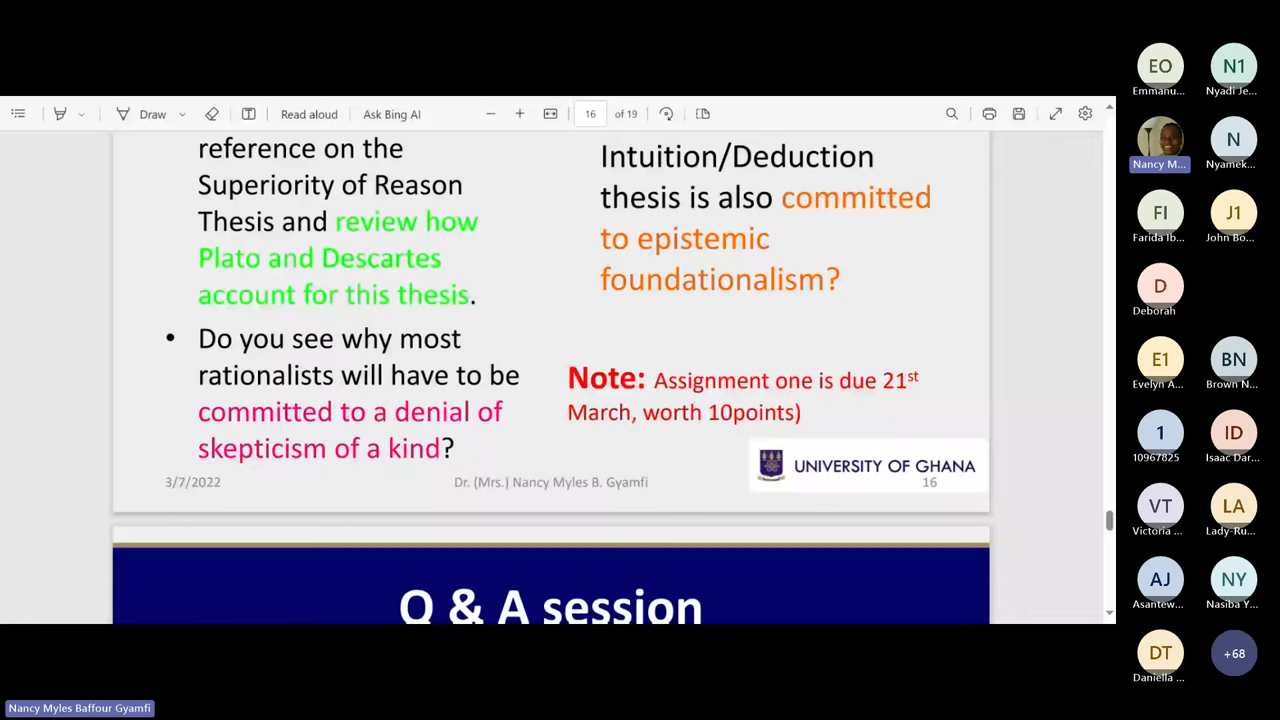 Draw
Read aloud
Ask Bing AI
16
of 19
reference on the
Superiority of Reason
Thesis and review how
Plato and Descartes
account for this thesis.
• Do you see why most
rationalists will have to be
committed to a denial of
skepticism of a kind?
Intuition/Deduction
thesis is also committed
to epistemic
foundationalism?
Note: Assignment one is due 21st
March, worth 10points)
UNIVERSITY OF GHANA
3/7/2022
Dr. (Mrs.) Nancy Myles B. Gyamfi
16
Q & A session
EO
Emmanu...
N1
Nyadi Je...
Nancy M...
N
Nyamek...
FI
Farida Ib...
J1
John Bo...
D
Deborah
E1
Evelyn A...
BN
Brown N...
1
10967825
ID
Isaac Dar...
VT
Victoria ...
LA
Lady-Ru...
AJ
Asantew...
NY
Nasiba Y...
DT
Daniella ...
+68
Nancy Myles Baffour Gyamfi